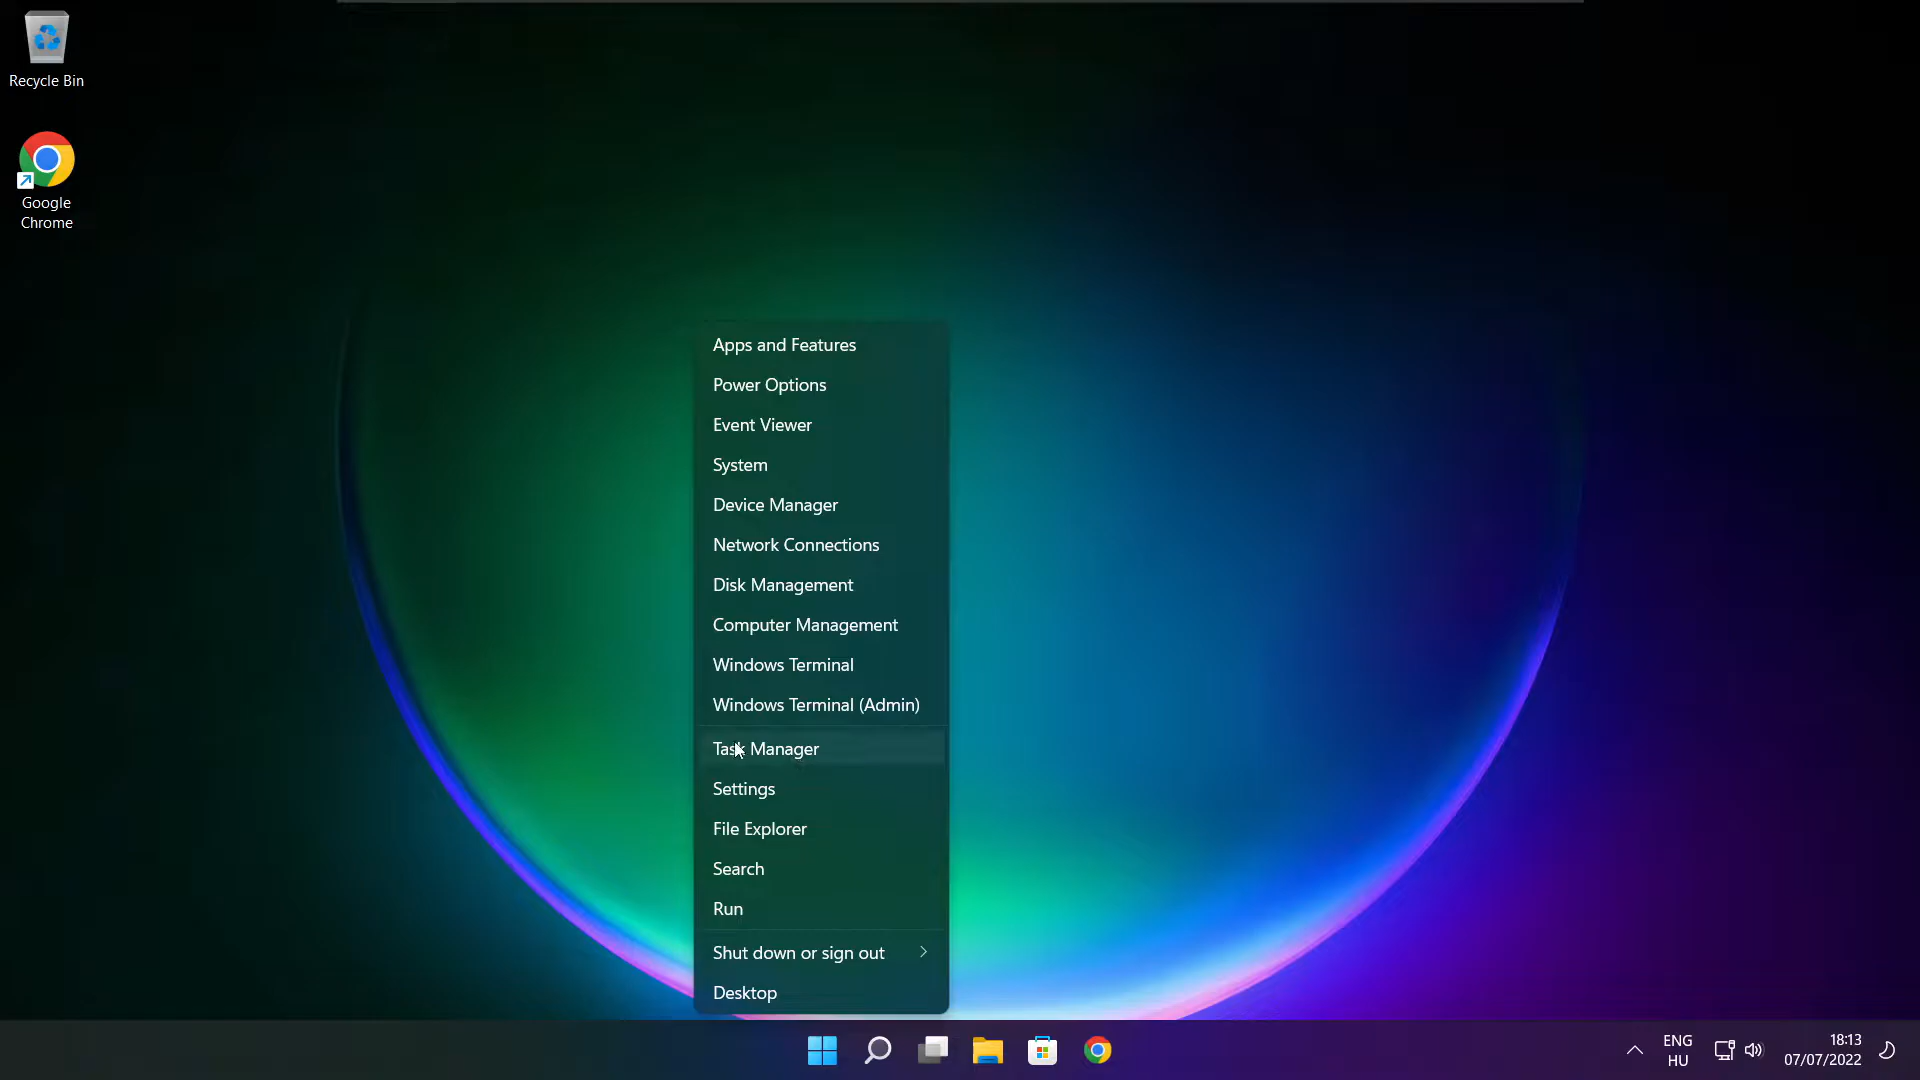 Recycle Bin
Google
Chrome
Apps and Features
Power Options
Event Viewer
System
Device Manager
Network Connections
Disk Management
Computer Management
Windows Terminal
Windows Terminal (Admin)
Task Manager
Settings
File Explorer
Search
Run
Shut down or sign out
Desktop
ENG
HU
18:13
07/07/2022